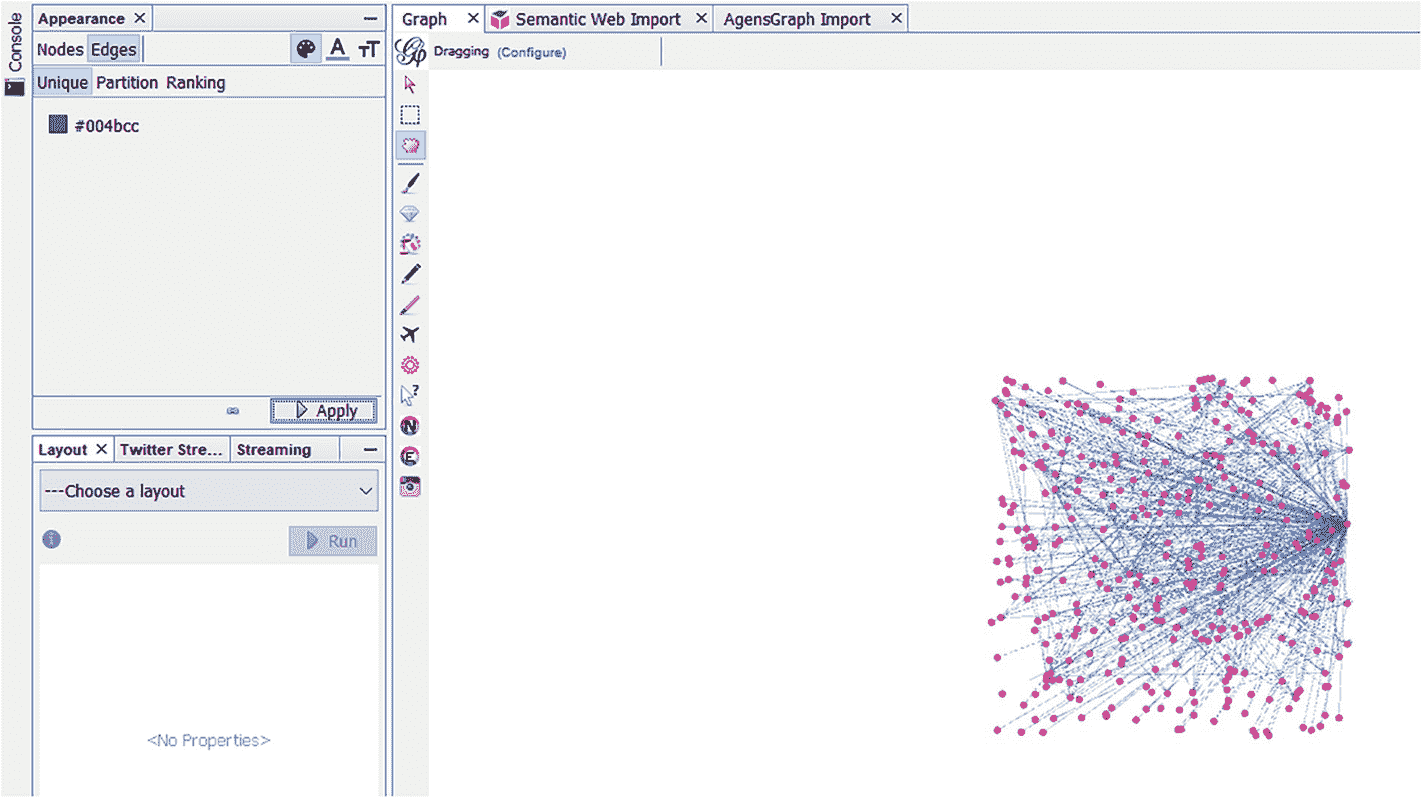 Console
Appearance
Nodes Edges
Unique Partition Ranking
#004bcc
Apply
Layout Twitter Stre... Streaming
---Choose a layout
Run
<No Properties>
Graph Semantic Web Import AgensGraph Import
Dragging (Configure)